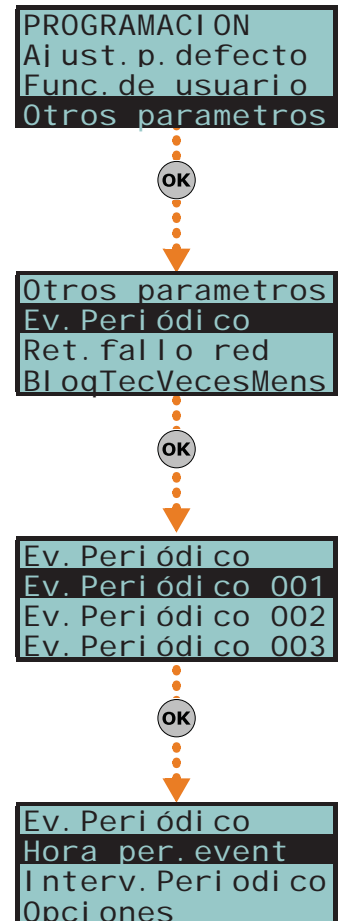 PROGRAMACION
Ajust.p.defecto
Func.de usuario
Otros parametros
OK
Otros parametros
Ev.Periódico
Ret.fallo red
BloqTecVecesMens
OK
Ev.Periódico
Ev.Periódico 001
Ev.Periódico 002
Ev.Periódico 003
OK
Ev.Periódico
Hora per.event
Interv.Periodico
Opciones